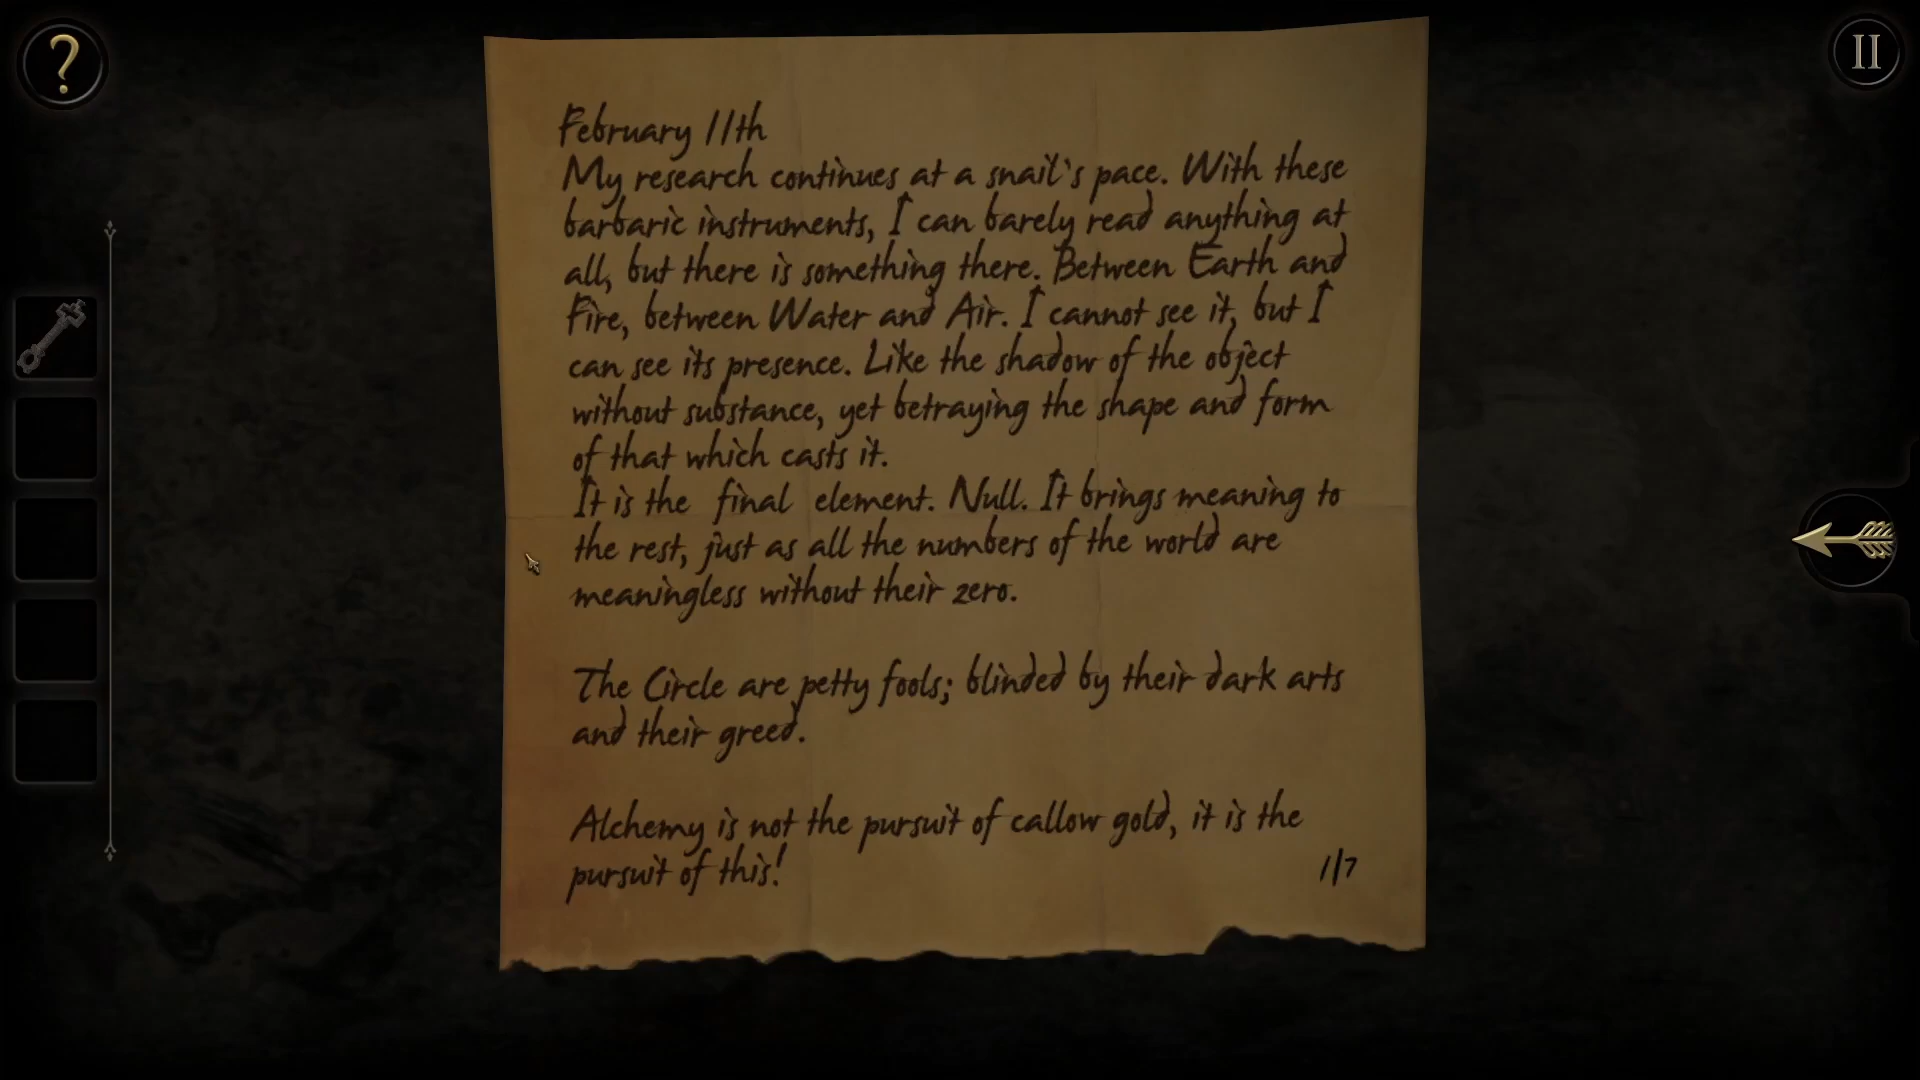 ?
February 11th
My research continues at a snail's pace. With these
barbaric instruments, I can barely read anything at
all, but there is something there. Between Earth and
Fire, between Water and Air. I cannot see it, but I
can see its presence. Like the shadow of the object
without substance, yet betraying the shape and form
of that which casts it.
It is the final element. Null. It brings meaning to
the rest, just as all the numbers of the world are
meaningless without their zero.
The Circle are petty fools; blinded by their dark arts
and their greed.
Alchemy is not the pursuit of callow gold, it is the
pursuit of this!
1/7